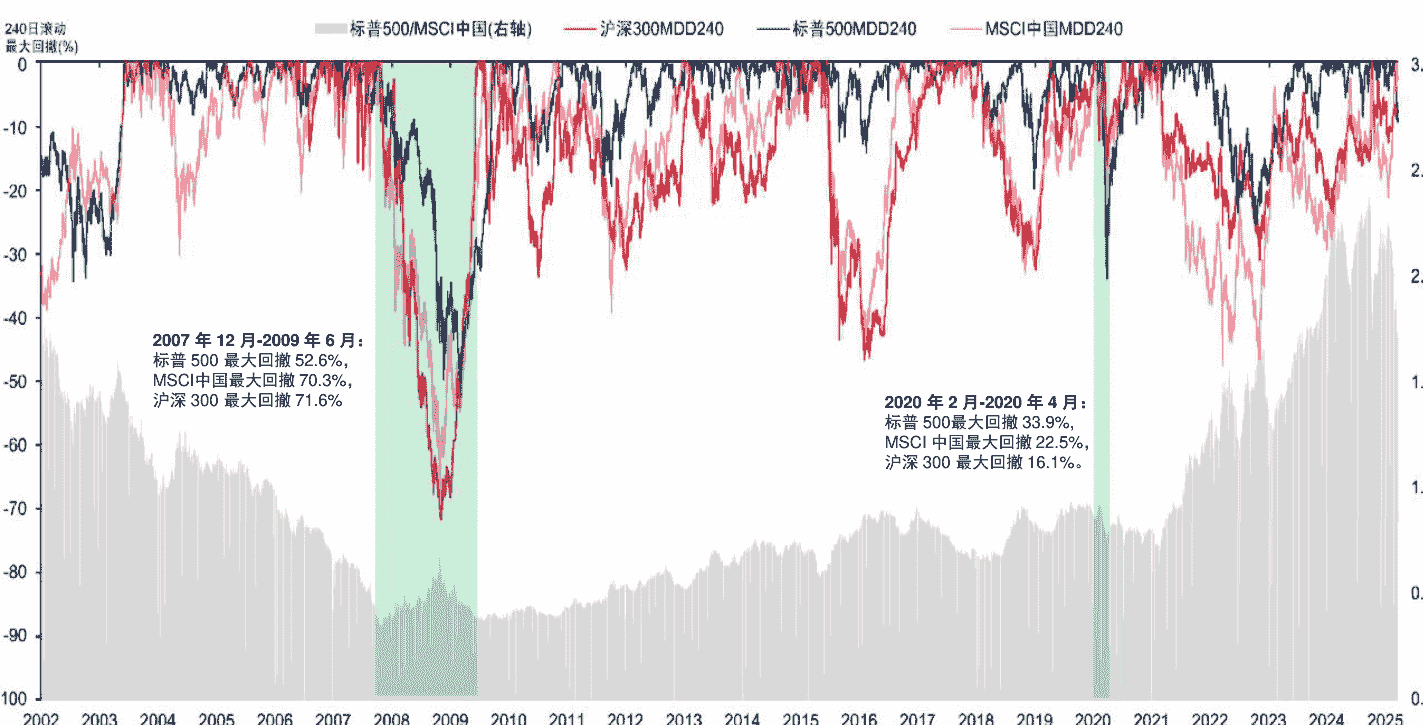 240日滚动
最大回撤(%)
标普500/MSCI中国(右轴) 沪深300MDD240 标普500MDD240 MSCI中国MDD240
0 3.
-10
-20 2.
-30 2.
-40
-50 1.
-60
-70 1.
-80 0.
-90
100 0.
2007 年 12 月-2009 年 6 月：
标普 500 最大回撤 52.6%，
MSCI中国最大回撤 70.3%，
沪深 300 最大回撤 71.6%
2020 年 2 月-2020 年 4 月：
标普 500最大回撤 33.9%，
MSCI 中国最大回撤 22.5%，
沪深 300 最大回撤 16.1%。
2002 2003 2004 2005 2006 2007 2008 2009 2010 2011 2012 2013 2014 2015 2016 2017 2018 2019 2020 2021 2022 2023 2024 2025